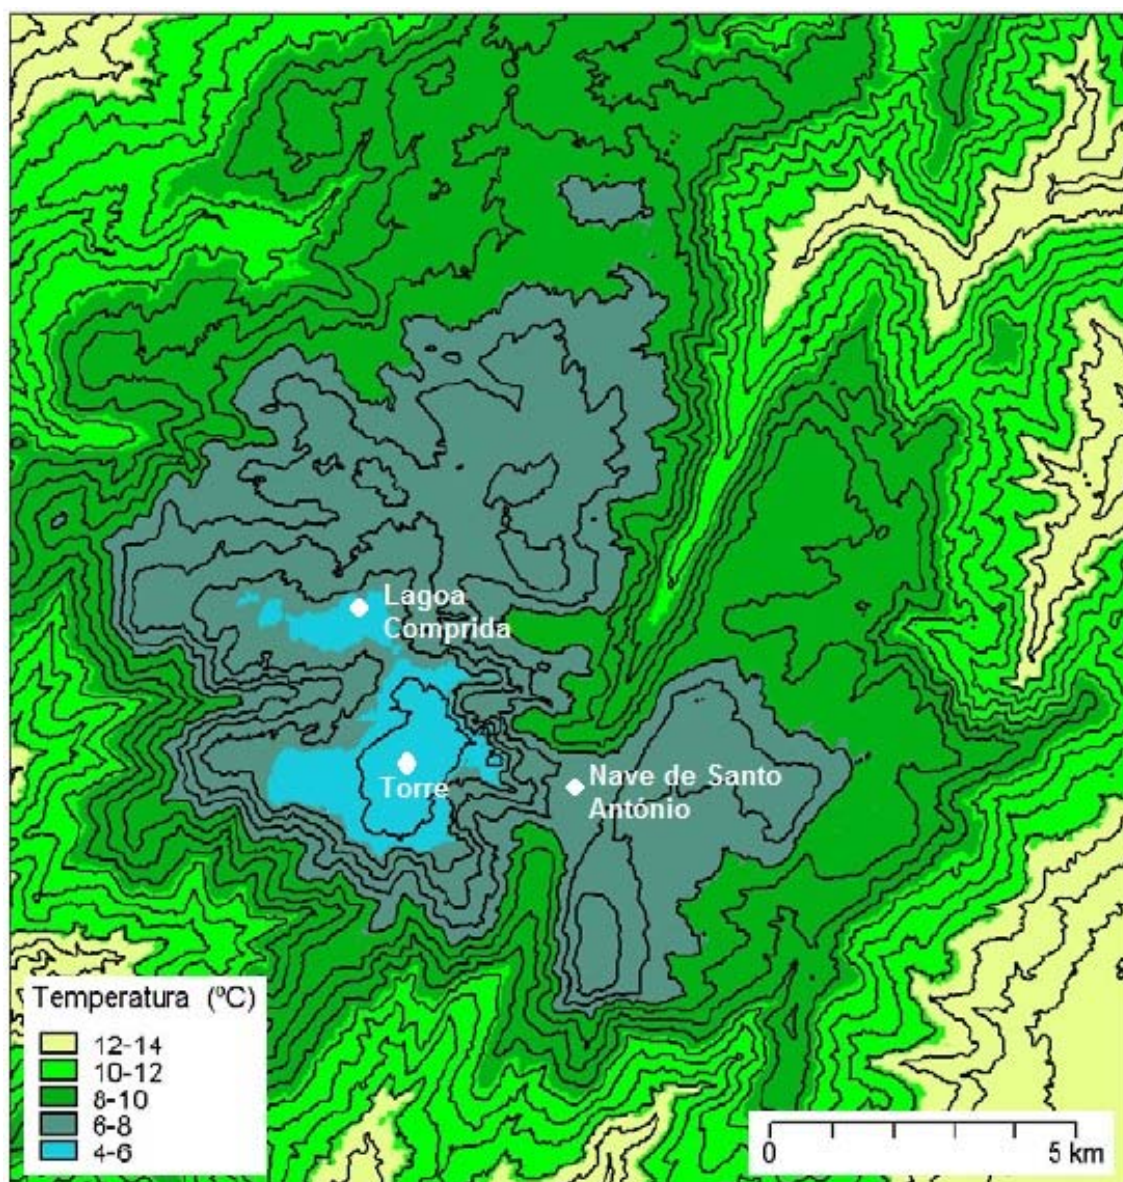 Lagoa
Comprida
Torre
Nave de Santo
António
Temperatura (ºC)
12-14
10-12
8-10
6-8
4-6
0 5 km